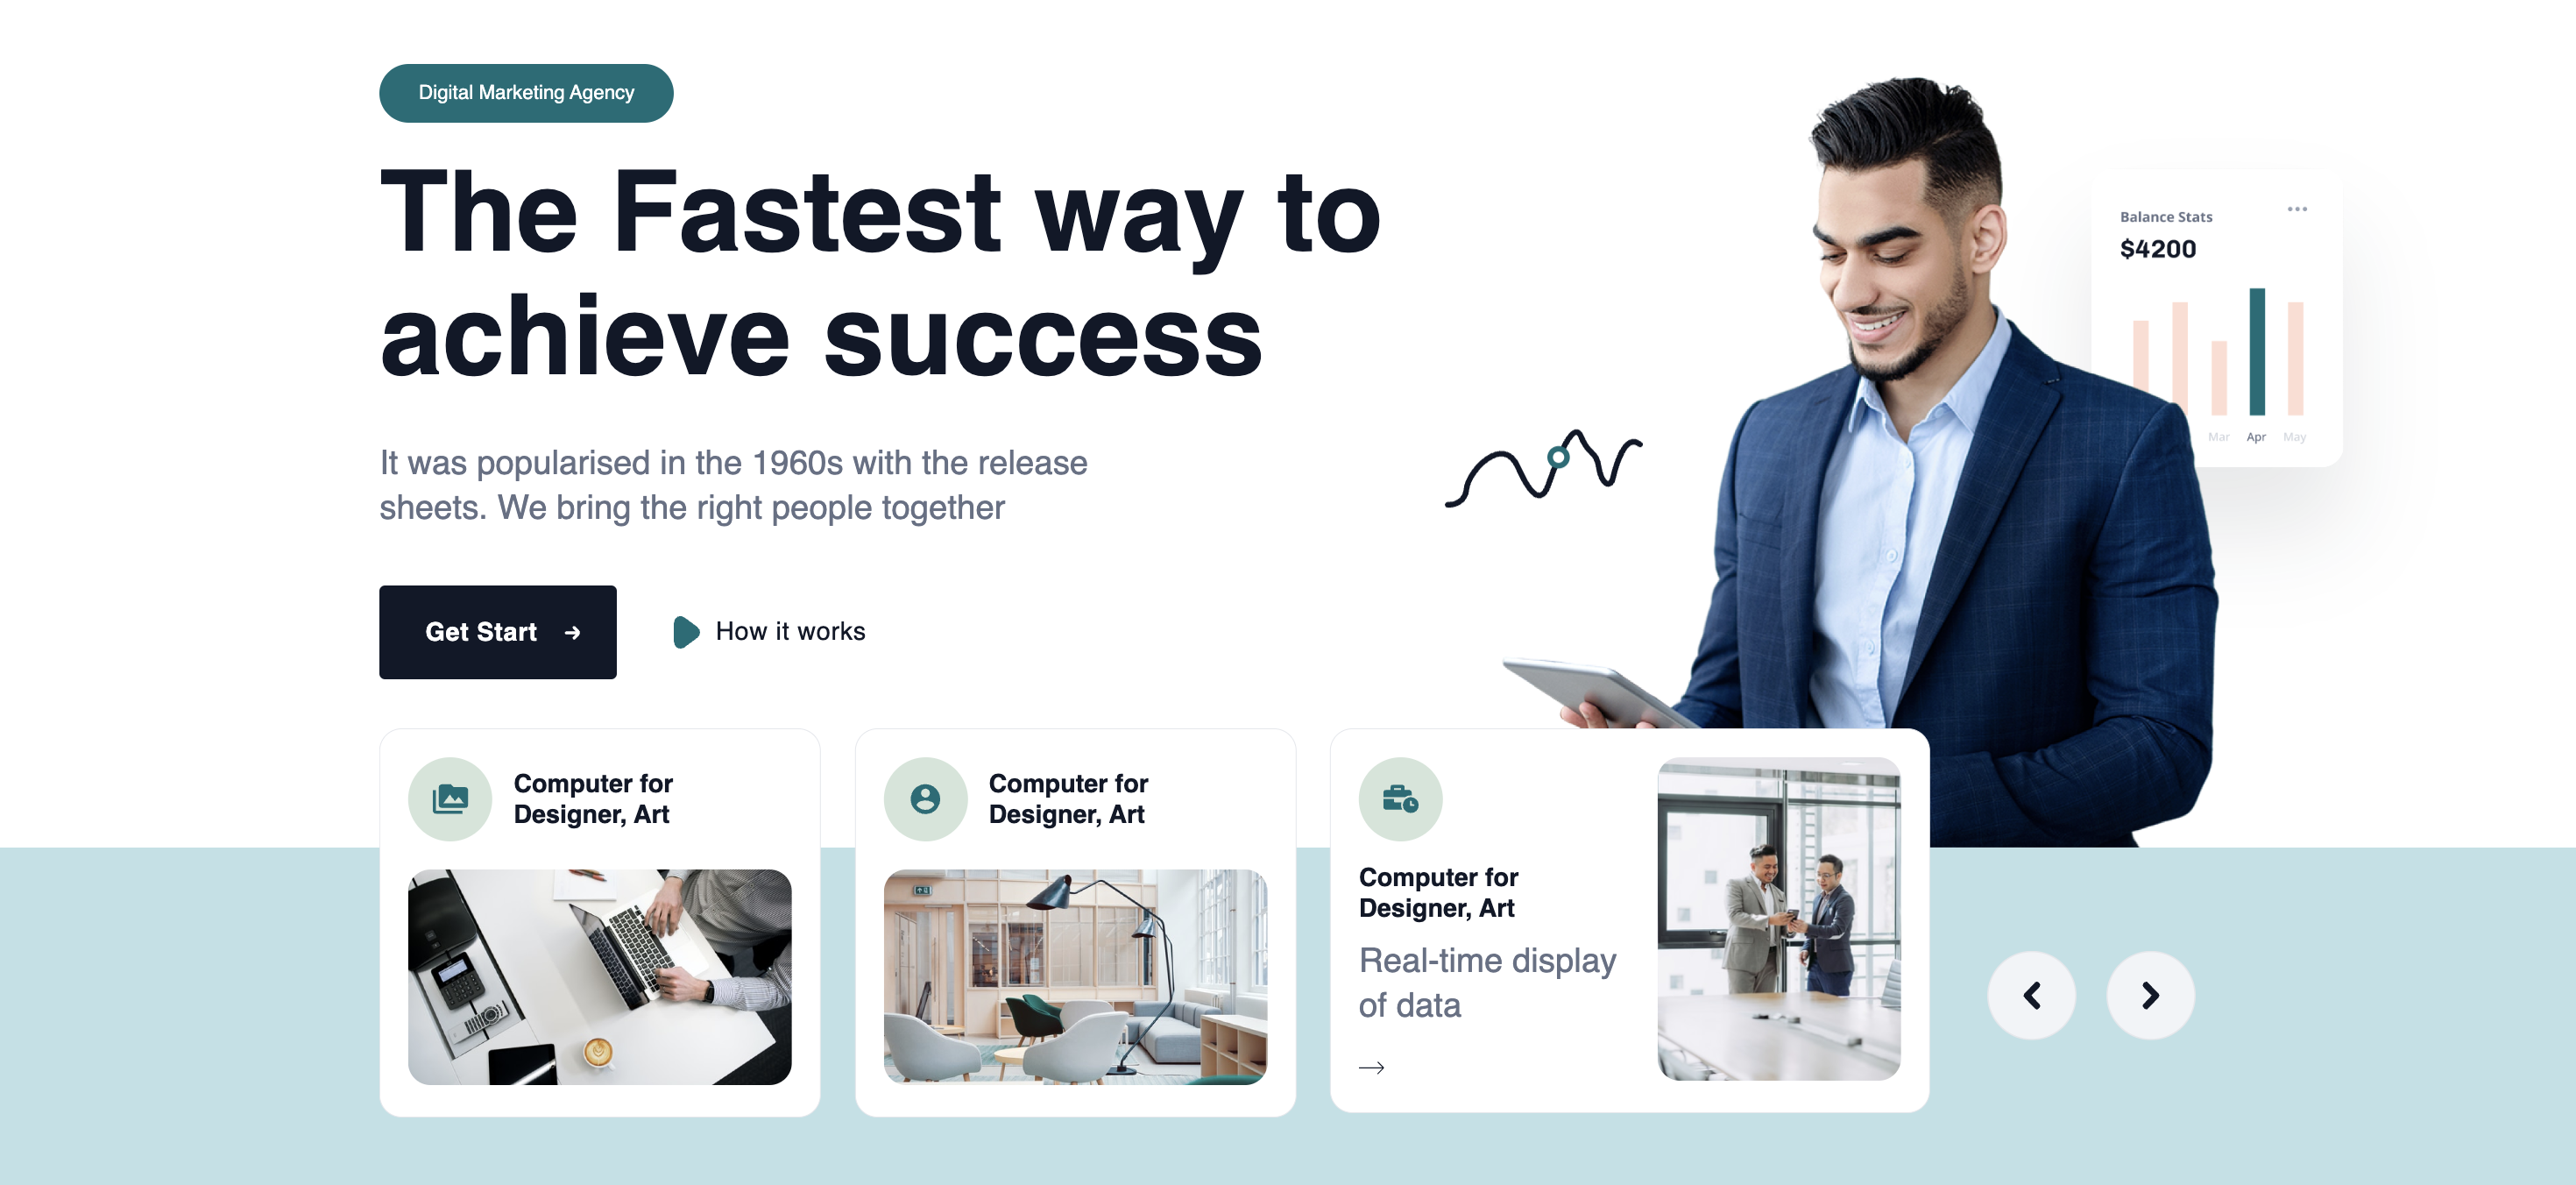 Digital Marketing Agency
The Fastest way to
achieve success
It was popularised in the 1960s with the release
sheets. We bring the right people together
Get Start
How it works
Balance Stats
$4200
Mar Apr May
Computer for
Designer, Art
Computer for
Designer, Art
Computer for
Designer, Art
Real-time display
of data